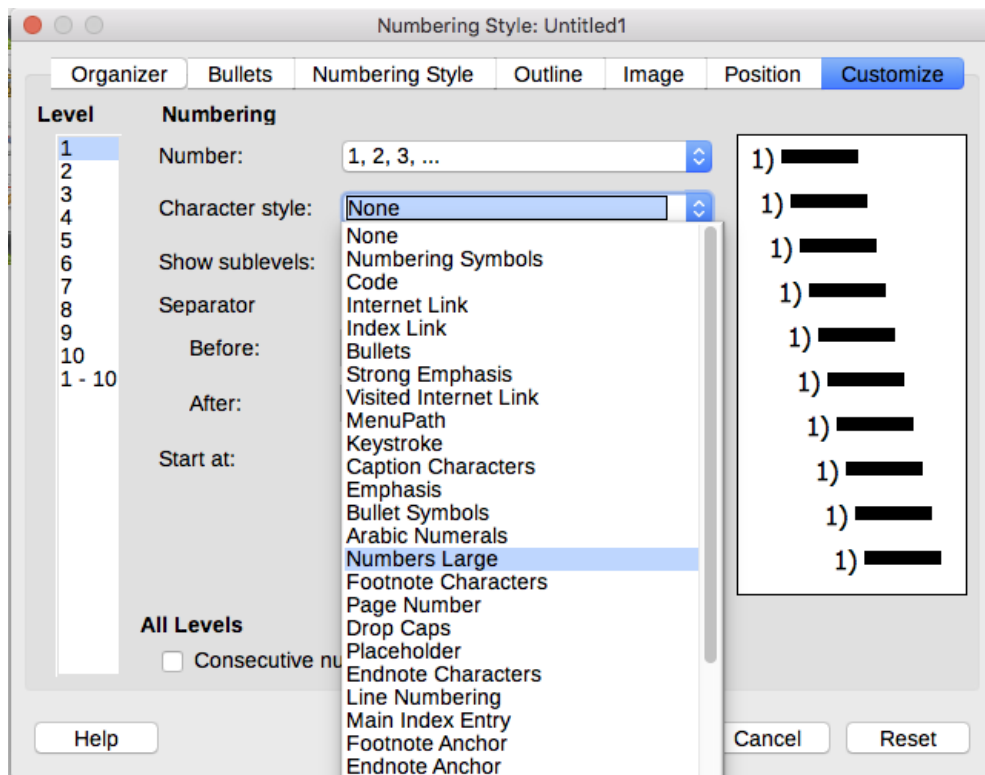 Numbering Style: Untitled1
Organizer Bullets Numbering Style Outline Image Position Customize
Level
1
2
3
4
5
6
7
8
9
10
1 - 10
Numbering
Number: 1, 2, 3, ...
Character style: None
None
Numbering Symbols
Code
Internet Link
Index Link
Bullets
Strong Emphasis
Visited Internet Link
MenuPath
Keystroke
Caption Characters
Emphasis
Bullet Symbols
Arabic Numerals
Numbers Large
Footnote Characters
Page Number
Drop Caps
Placeholder
Endnote Characters
Line Numbering
Main Index Entry
Footnote Anchor
Endnote Anchor
Show sublevels:
Separator
Before:
After:
Start at:
All Levels
Consecutive nu
1)
1)
1)
1)
1)
1)
1)
1)
1)
1)
Help Cancel Reset